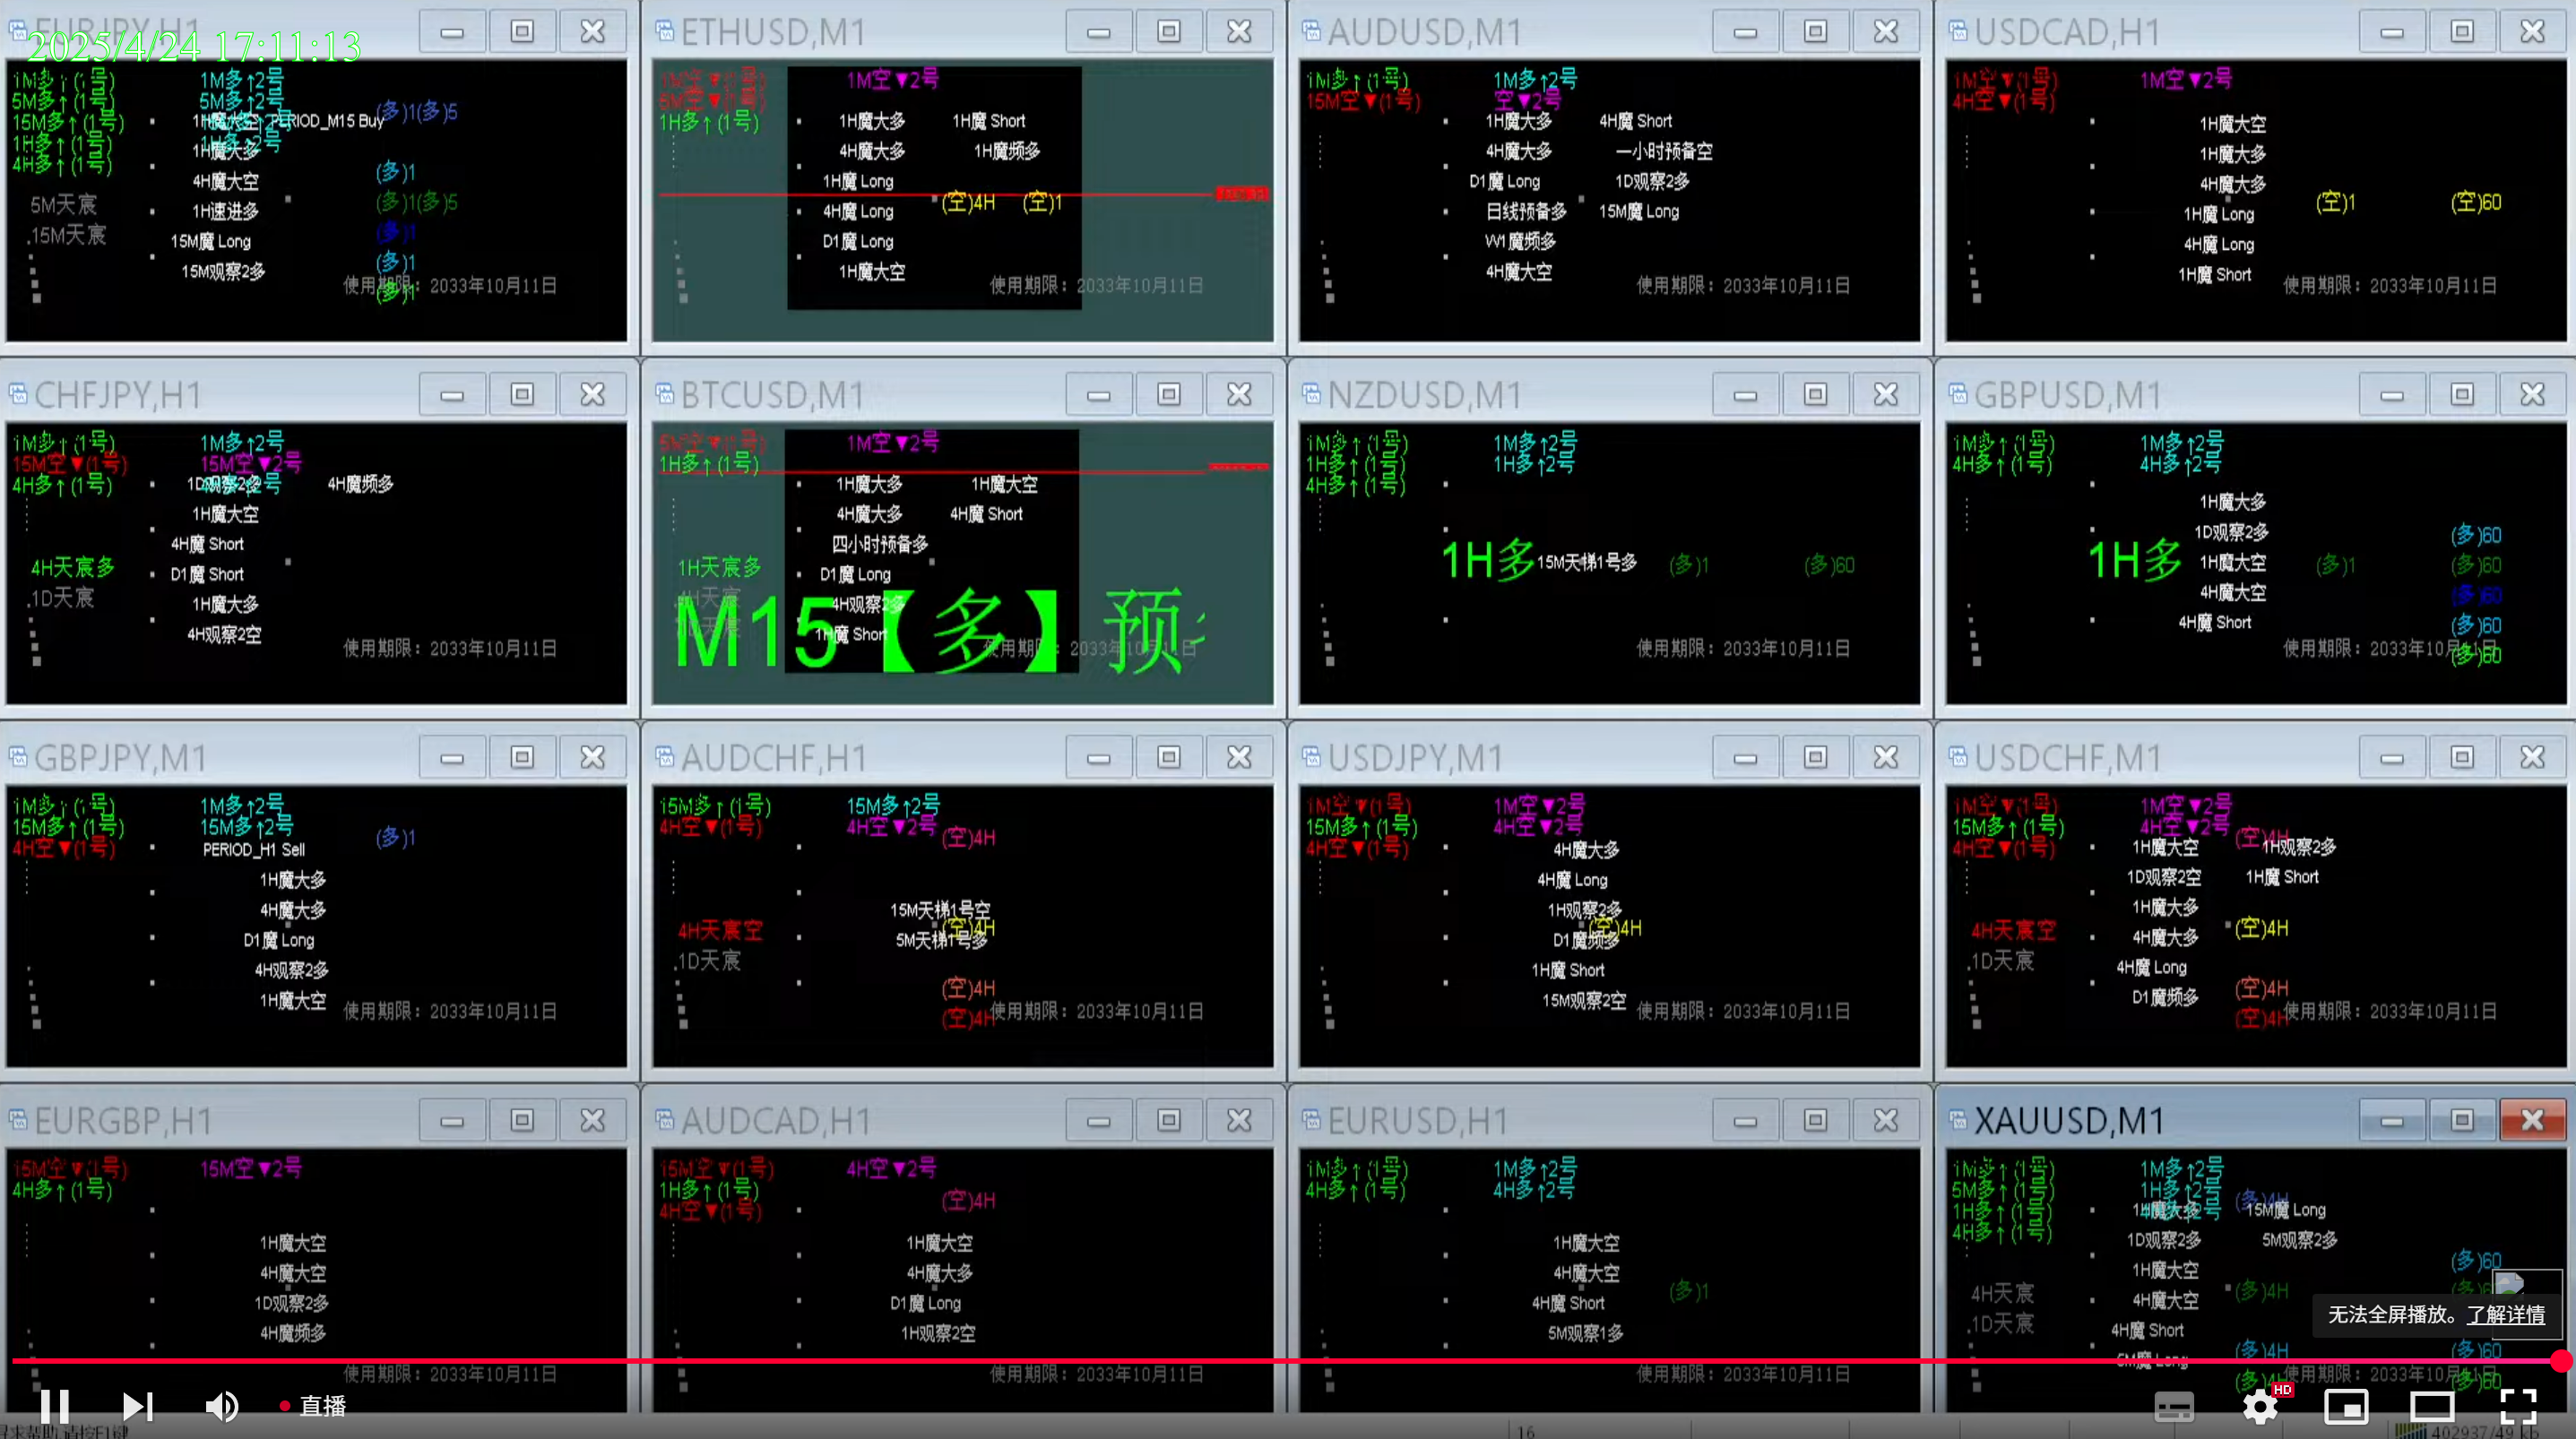 EURJPY,H1
2025/4/24 17:11:13
1M多↑(1号) 1M多↑2号
5M多↑(1号) 5M多↑2号
(多)1(多)5
15M多↑(1号) PERIOD_M15 Buy
1H多↑(1号)
1H魔大多
4H多↑(1号)
(多)1
4H魔大空
5M天宸 1H速进多 (多)1(多)5
.15M天宸 15M魔 Long (多)1
15M观察2多 (多)1
使用期限：2033年10月11日
(多)1
ETHUSD,M1
1M空▼2号
1H多↑(1号) 1H魔大多 1H魔 Short
4H魔大多 1H魔频多
1H魔 Long
(空)4H (空)1
4H魔 Long
D1魔 Long
1H魔大空
使用期限：2033年10月11日
AUDUSD,M1
1M多↑(1号) 1M多↑2号
15M空▼(1号) 空▼2号
1H魔大多 4H魔 Short
4H魔大多 一小时预备空
D1魔 Long 1D观察2多
日线预备多 15M魔 Long
W1魔频多
4H魔大空
使用期限：2033年10月11日
USDCAD,H1
1M空▼(1号) 1M空▼2号
4H空▼(1号)
1H魔大空
1H魔大多
4H魔大多
(空)1 (空)60
1H魔 Long
4H魔 Long
1H魔 Short
使用期限：2033年10月11日
CHFJPY,H1
1M多↑(1号) 1M多↑2号
15M空▼(1号) 15M空▼2号
4H多↑(1号) 4H魔频多
1H魔大空
4H魔 Short
4H天宸多 D1魔 Short
.1D天宸 1H魔大多
4H观察2空
使用期限：2033年10月11日
BTCUSD,M1
5M空▼(1号) 1M空▼2号
1H多↑(1号)
1H魔大多 1H魔大空
4H魔大多 4H魔 Short
四小时预备多
1H天宸多 D1魔 Long
4H观察2多
1H魔 Short
M15【多】预
使用期限：2033年10月11日
NZDUSD,M1
1M多↑(1号) 1M多↑2号
1H多↑(1号) 1H多↑2号
4H多↑(1号)
1H多 15M天梯1号多 (多)1 (多)60
使用期限：2033年10月11日
GBPUSD,M1
1M多↑(1号) 1M多↑2号
4H多↑(1号) 4H多↑2号
1H魔大多
1D观察2多 (多)60
1H多 1H魔大空 (多)1 (多)60
4H魔大空 (多)60
4H魔 Short (多)60
使用期限：2033年10月11日
(多)60
GBPJPY,M1
1M多↑(1号) 1M多↑2号
15M多↑(1号) 15M多↑2号
(多)1
4H空▼(1号) PERIOD_H1 Sell
1H魔大多
4H魔大多
D1魔 Long
4H观察2多
1H魔大空
使用期限：2033年10月11日
AUDCHF,H1
15M多↑(1号) 15M多↑2号
4H空▼(1号) 4H空▼2号
(空)4H
15M天梯1号空
4H天宸空 (空)4H
5M天梯1号多
.1D天宸
(空)4H
(空)4H
使用期限：2033年10月11日
USDJPY,M1
1M空▼(1号) 1M空▼2号
15M多↑(1号) 4H空▼2号
4H空▼(1号) 4H魔大多
4H魔 Long
1H观察2多
(空)4H
D1魔频多
1H魔 Short
15M观察2空
使用期限：2033年10月11日
USDCHF,M1
1M空▼(1号) 1M空▼2号
15M多↑(1号) 4H空▼2号
(空)4H
4H空▼(1号) 1H魔大空 1H观察2多
1D观察2空 1H魔 Short
1H魔大多
4H天宸空 4H魔大多 (空)4H
.1D天宸 4H魔 Long
D1魔频多 (空)4H
(空)4H
使用期限：2033年10月11日
EURGBP,H1
15M空▼(1号) 15M空▼2号
4H多↑(1号)
1H魔大空
4H魔大空
1D观察2多
4H魔频多
使用期限：2033年10月11日
AUDCAD,H1
15M空▼(1号) 4H空▼2号
1H多↑(1号)
(空)4H
4H空▼(1号)
1H魔大空
4H魔大多
D1魔 Long
1H观察2空
使用期限：2033年10月11日
EURUSD,H1
1M多↑(1号) 1M多↑2号
4H多↑(1号) 4H多↑2号
1H魔大空
4H魔大空
(多)1
4H魔 Short
5M观察1多
使用期限：2033年10月11日
XAUUSD,M1
1M多↑(1号) 1M多↑2号
5M多↑(1号) 1H多↑2号
(多)4H
1H多↑(1号) 15M魔 Long
4H多↑(1号) 1D观察2多 5M观察2多
1H魔大空 (多)60
4H天宸 4H魔大空 (多)4H
.1D天宸 4H魔 Short
无法全屏播放。了解详情
(多)4H (多)60
使用期限：2033年10月11日
直播
HD
16
402937/49 kb